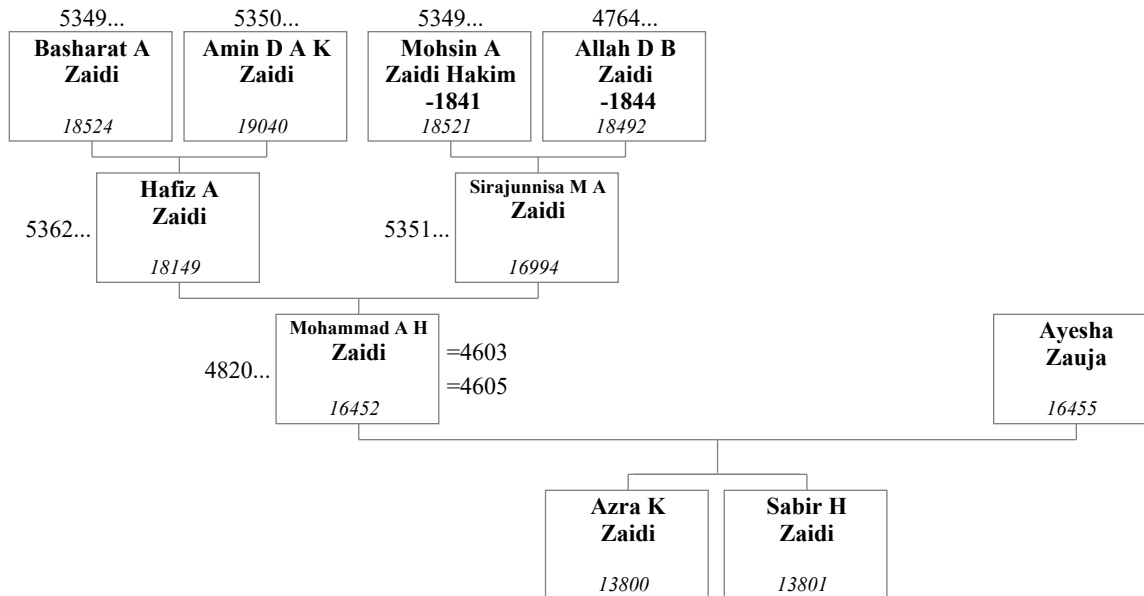 5349...
5350...
5349...
4764...
Basharat A
Zaidi
18524
Amin D A K
Zaidi
19040
Mohsin A
Zaidi Hakim
-1841
18521
Allah D B
Zaidi
-1844
18492
5362...
Hafiz A
Zaidi
18149
5351...
Sirajunnisa M A
Zaidi
16994
4820...
Mohammad A H
Zaidi
16452
=4603
=4605
Ayesha
Zauja
16455
Azra K
Zaidi
13800
Sabir H
Zaidi
13801